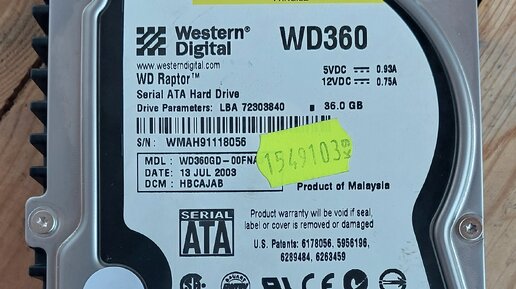 Western
Digital
WD360
www.westerndigital.com
WD Raptor™
Serial ATA Hard Drive
5VDC 0.93A
12VDC 0.75A
Drive Parameters: LBA 72303840 ■ 36.0 GB
S/N: WMAH91118056
MDL: WD360GD-00FNA
DATE: 13 JUL 2003
DCM: HBCAJAB
1549103
Product of Malaysia
SERIAL
ATA
Product warranty will be void if seal,
label or cover is removed or damaged
U.S. Patents: 6178056, 5956196,
6289484, 6263459